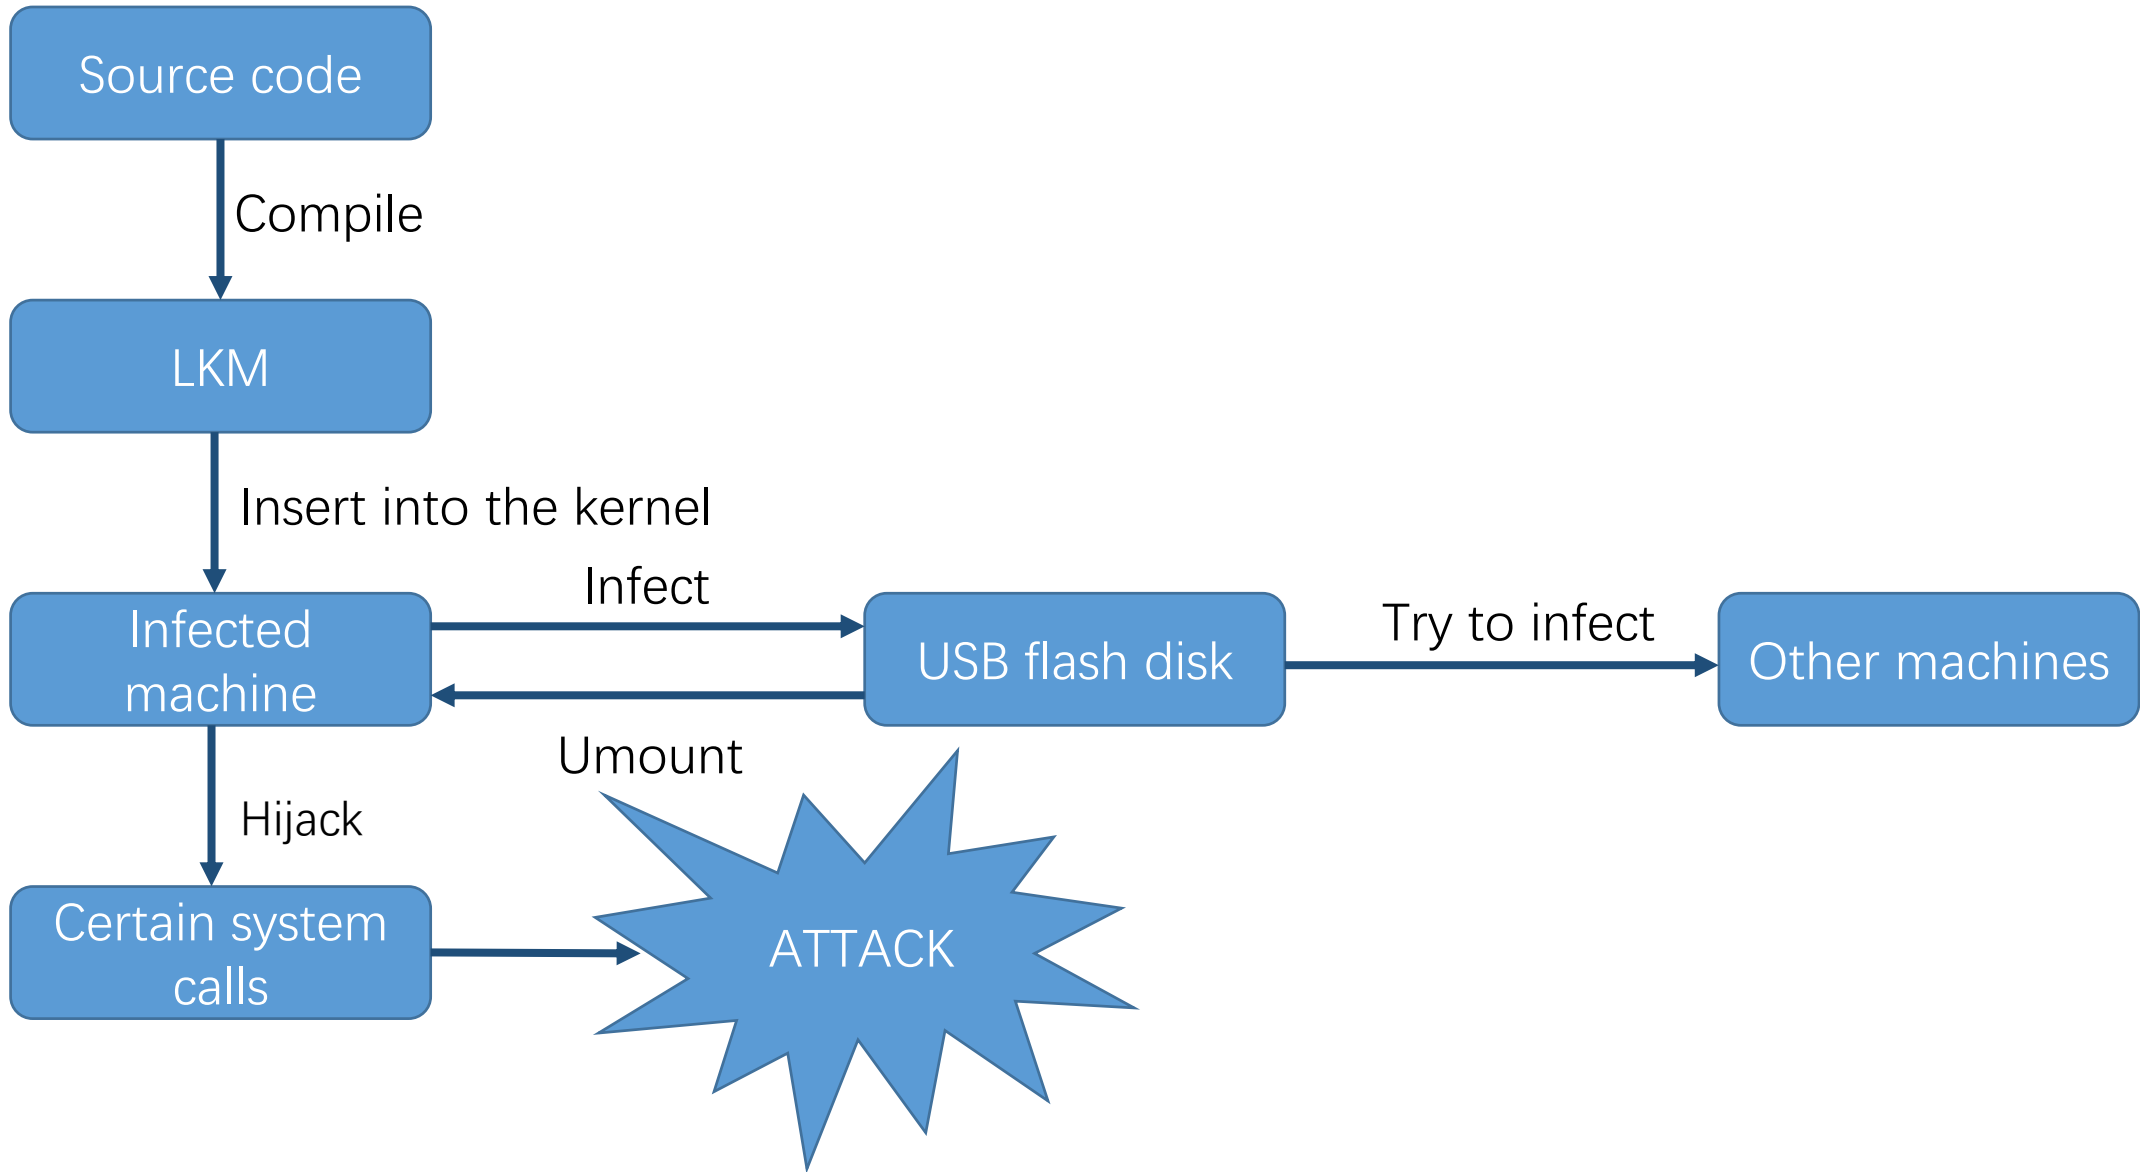 Source code
Compile
LKM
Insert into the kernel
Infect
Infected
machine
USB flash disk
Try to infect
Other machines
Umount
Hijack
Certain system
calls
ATTACK